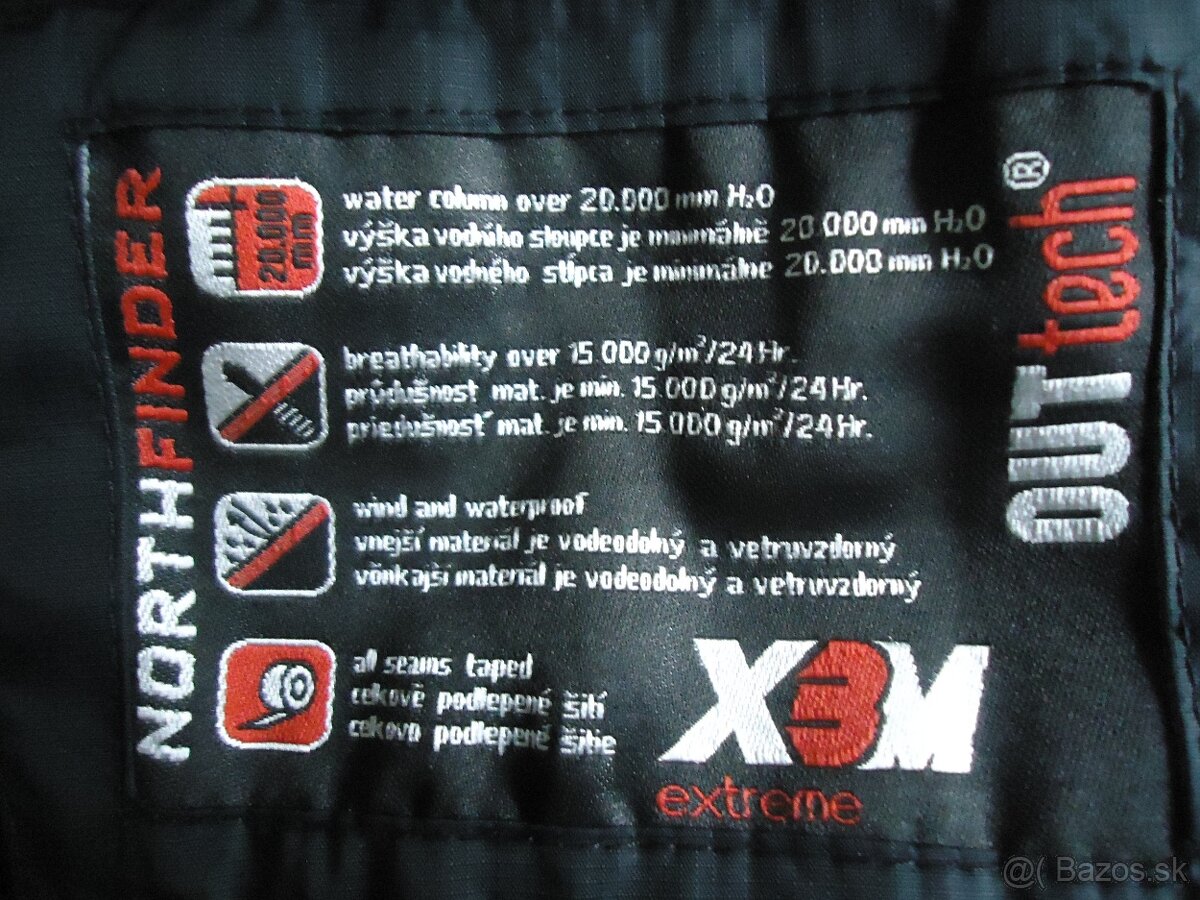 NORTHFINDER
20.000 mm
water column over 20.000 mm H₂O
výška vodního sloupce je minimálně 20.000 mm H₂O
výška vodného stĺpca je minimálne 20.000 mm H₂O
breathability over 15 000 g/m²/24 Hr.
průdušnost mat. je min. 15.000 g/m²/24 Hr.
priedušnosť mat. je min. 15.000 g/m²/24 Hr.
wind and waterproof
vnejší materiál je vodeodolný a vetruvzdorný
vonkajší materiál je vodeodolný a vetruvzdorný
all seams taped
celkově podlepené šití
celkovo podlepené šitie
OUTtech®
X3M
extreme
@( Bazos.sk